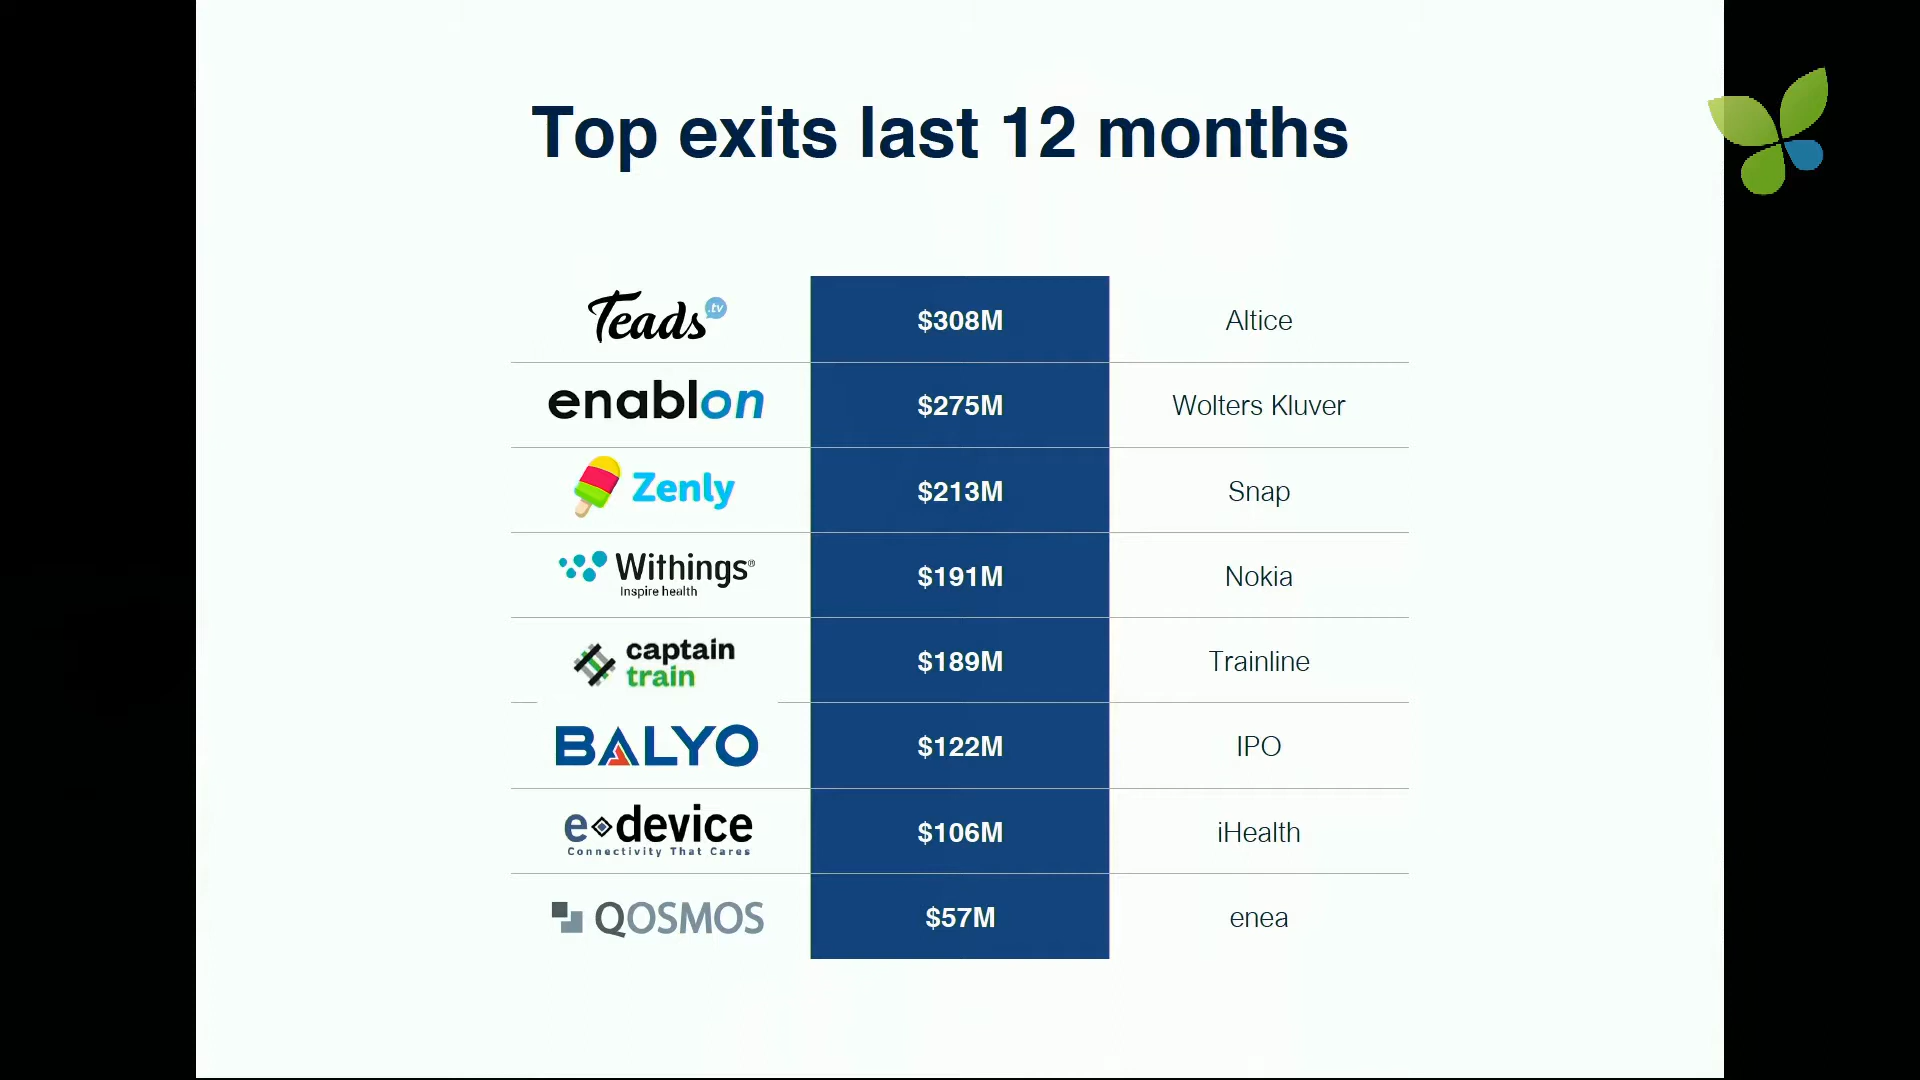 Top exits last 12 months
Teads .tv $308M Altice
enablon $275M Wolters Kluver
Zenly $213M Snap
Withings® $191M Nokia
Inspire health
captain
train $189M Trainline
BALYO $122M IPO
e device $106M iHealth
Connectivity That Cares
QOSMOS $57M enea